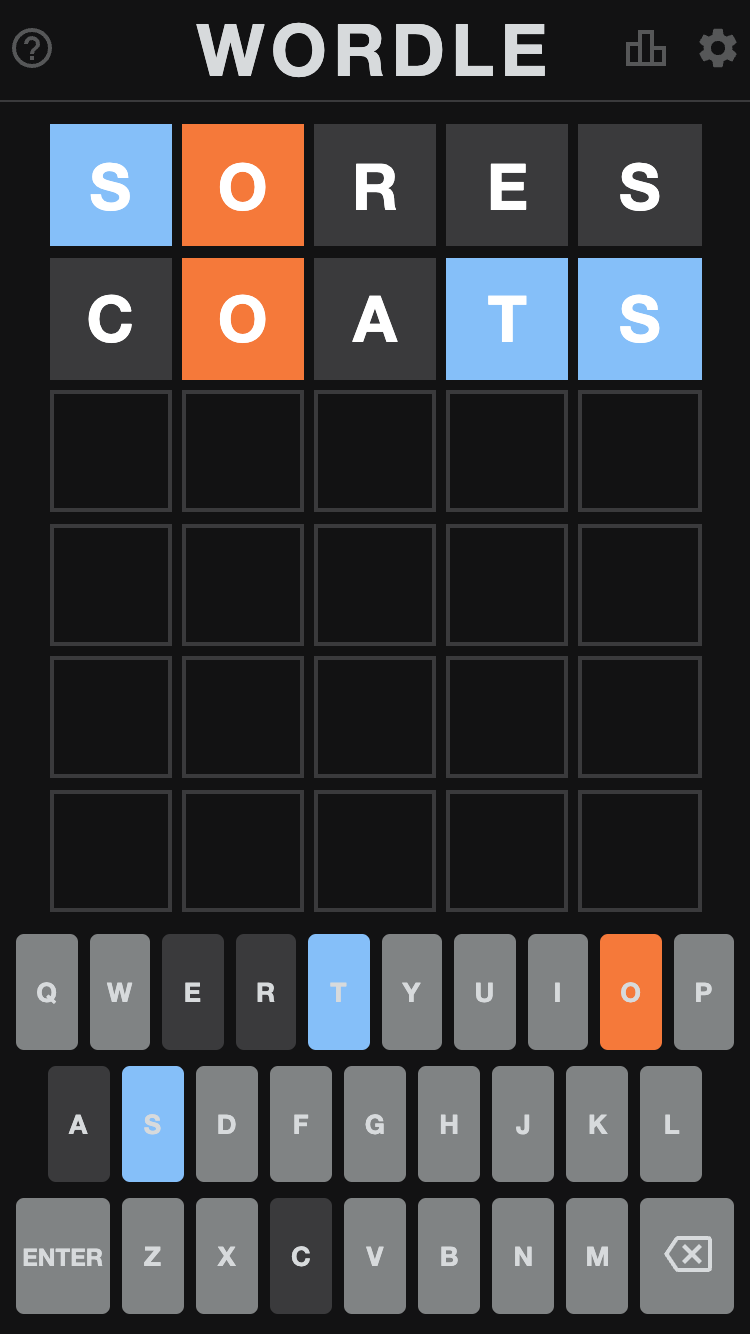 ?
WORDLE
S O R E S
C O A T S
Q W E R T Y U I O P
A S D F G H J K L
ENTER Z X C V B N M